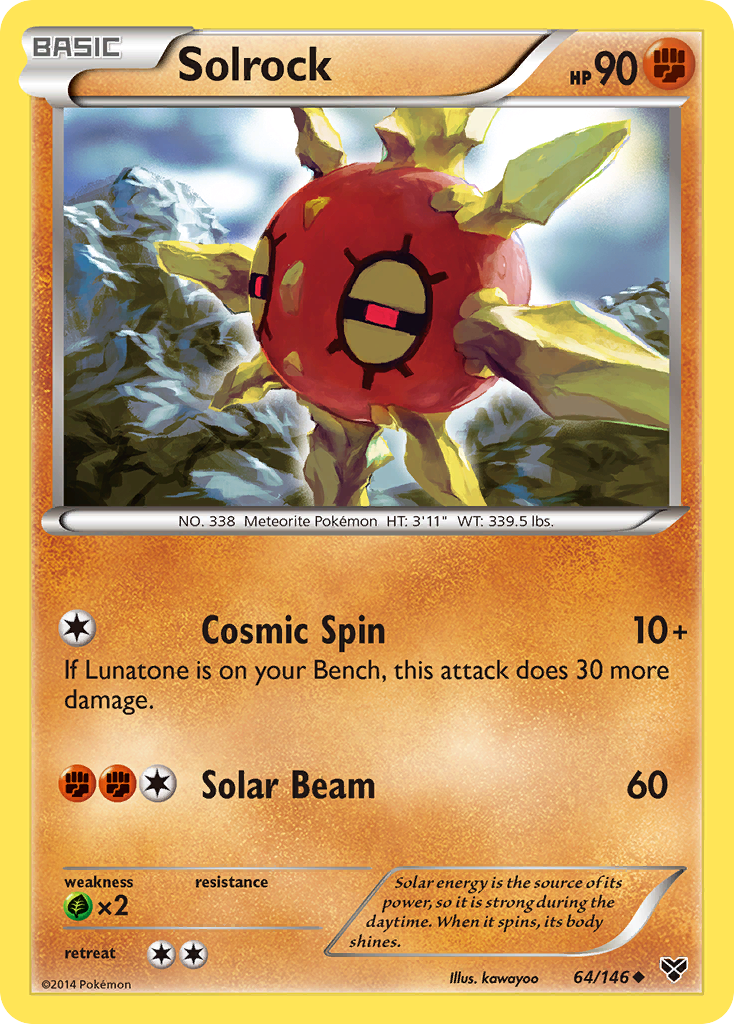 BASIC
Solrock
HP 90
NO. 338 Meteorite Pokémon HT: 3'11" WT: 339.5 lbs.
Cosmic Spin 10+
If Lunatone is on your Bench, this attack does 30 more
damage.
Solar Beam 60
weakness resistance
×2
retreat
Solar energy is the source of its
power, so it is strong during the
daytime. When it spins, its body
shines.
©2014 Pokémon
Illus. kawayoo 64/146